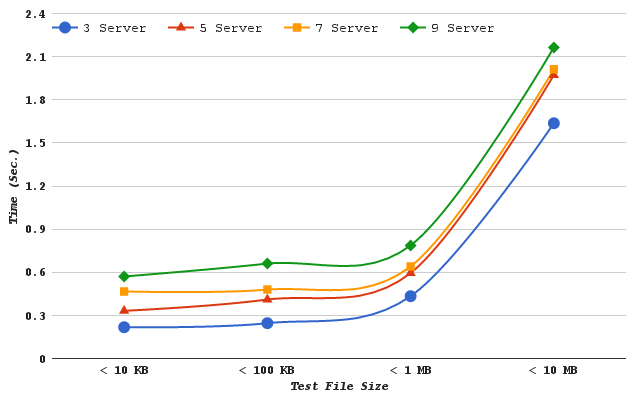 2.4
3 Server 5 Server 7 Server 9 Server
2.1
1.8
1.5
1.2
0.9
0.6
0.3
0
Time (Sec.)
< 10 KB < 100 KB < 1 MB < 10 MB
Test File Size